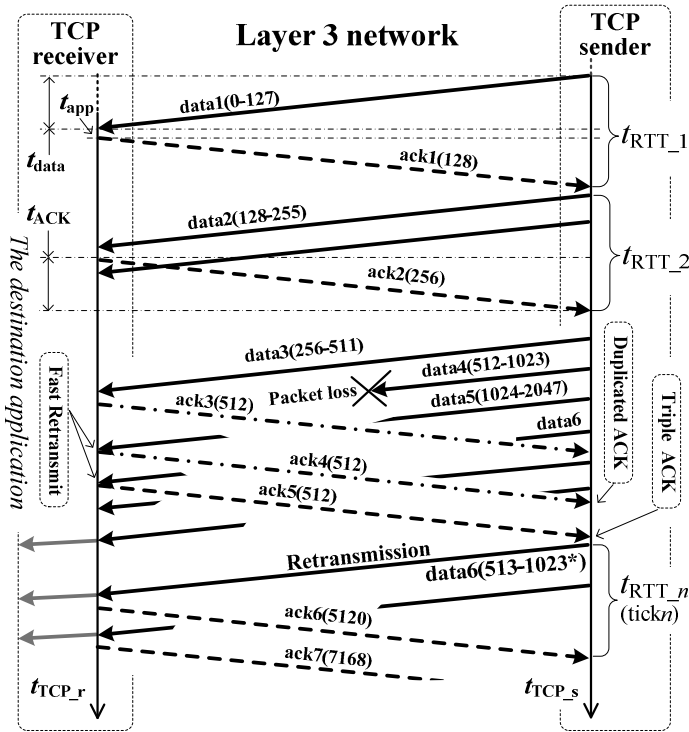 TCP
receiver
Layer 3 network
TCP
sender
t_app
data1(0-127)
t_data
ack1(128)
t_RTT_1
t_ACK
data2(128-255)
ack2(256)
t_RTT_2
The destination application
data3(256-511)
data4(512-1023)
Packet loss
data5(1024-2047)
ack3(512)
data6
Fast Retransmit
Duplicated ACK
Triple ACK
ack4(512)
ack5(512)
Retransmission
data6(513-1023*)
t_RTT_n
(tickn)
ack6(5120)
ack7(7168)
t_TCP_r
t_TCP_s